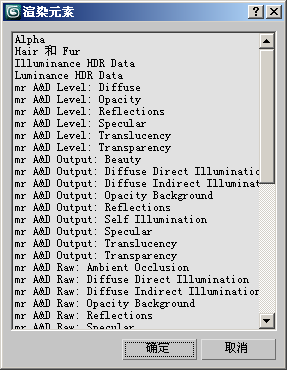 渲染元素
Alpha
Hair 和 Fur
Illuminance HDR Data
Luminance HDR Data
mr A&D Level: Diffuse
mr A&D Level: Opacity
mr A&D Level: Reflections
mr A&D Level: Specular
mr A&D Level: Translucency
mr A&D Level: Transparency
mr A&D Output: Beauty
mr A&D Output: Diffuse Direct Illuminatio
mr A&D Output: Diffuse Indirect Illuminat
mr A&D Output: Opacity Background
mr A&D Output: Reflections
mr A&D Output: Self Illumination
mr A&D Output: Specular
mr A&D Output: Translucency
mr A&D Output: Transparency
mr A&D Raw: Ambient Occlusion
mr A&D Raw: Diffuse Direct Illumination
mr A&D Raw: Diffuse Indirect Illumination
mr A&D Raw: Opacity Background
mr A&D Raw: Reflections
mr A&D Raw: Specular
确定 取消